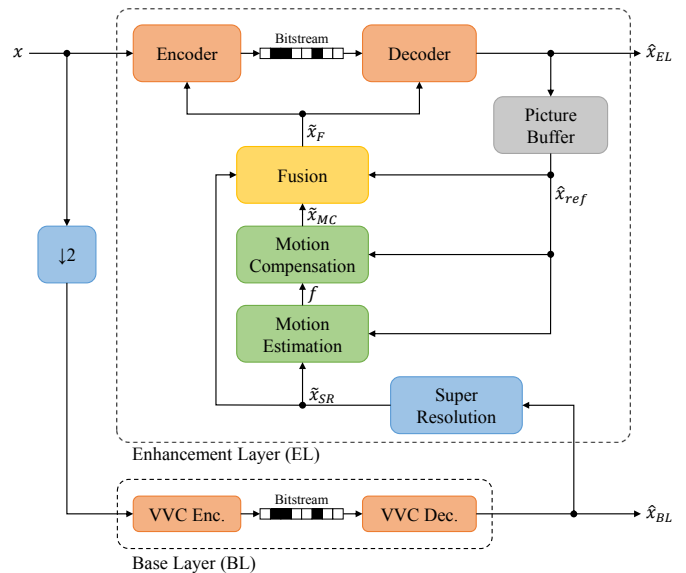 x
Encoder
Bitstream
Decoder
x̂_EL
Picture
Buffer
x̃_F
Fusion
x̂_ref
x̃_MC
↓2
Motion
Compensation
f
Motion
Estimation
x̃_SR
Super
Resolution
Enhancement Layer (EL)
VVC Enc.
Bitstream
VVC Dec.
x̂_BL
Base Layer (BL)